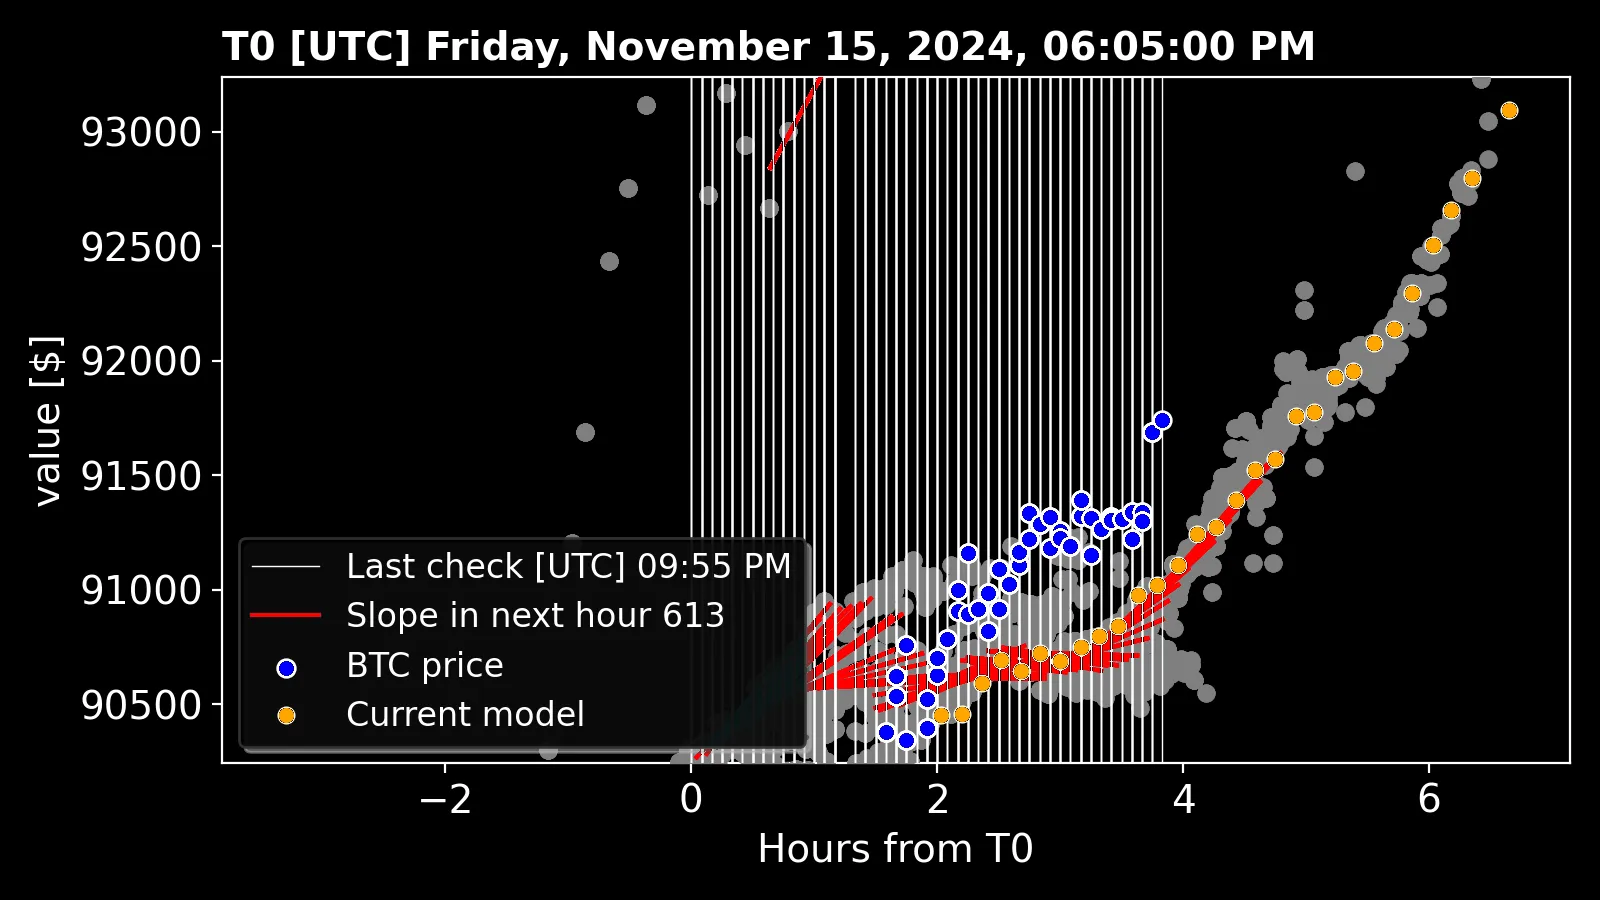 T0 [UTC] Friday, November 15, 2024, 06:05:00 PM
93000
92500
92000
91500
91000
90500
value [$]
Last check [UTC] 09:55 PM
Slope in next hour 613
BTC price
Current model
−2 0 2 4 6
Hours from T0